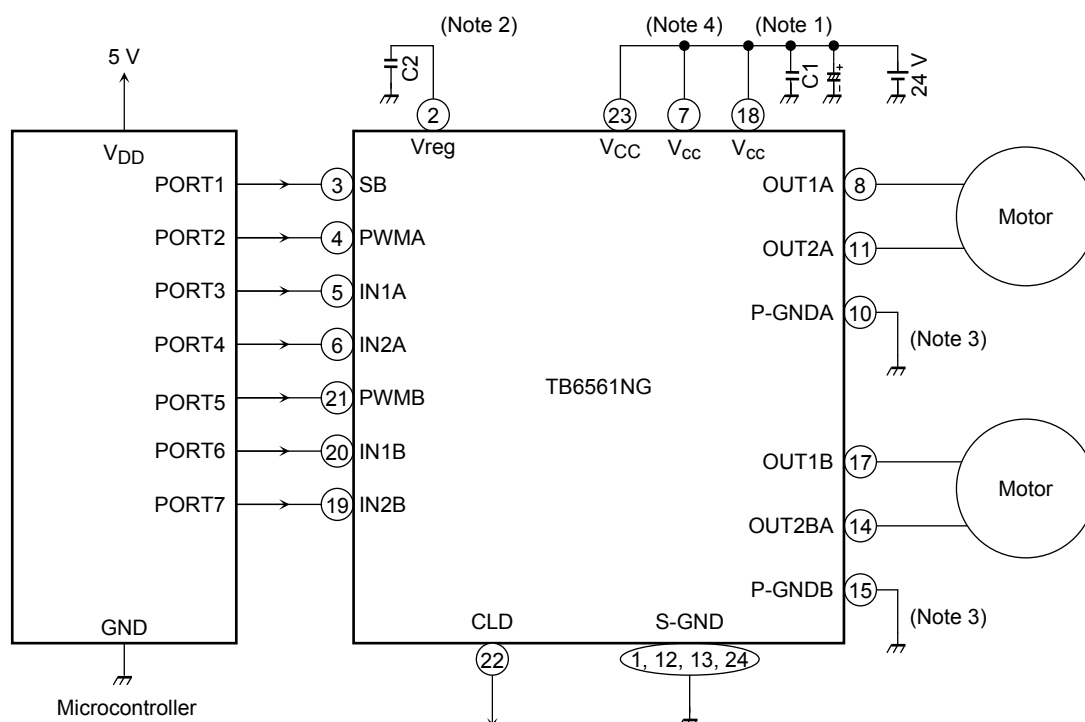 (Note 2)
(Note 4)
(Note 1)
5 V
C2
C1
24 V
2
23
7
18
VDD
Vreg
VCC
Vcc
Vcc
PORT1
3
SB
OUT1A
8
Motor
PORT2
4
PWMA
OUT2A
11
PORT3
5
IN1A
P-GNDA
10
(Note 3)
PORT4
6
IN2A
TB6561NG
PORT5
21
PWMB
PORT6
20
IN1B
OUT1B
17
Motor
PORT7
19
IN2B
OUT2BA
14
P-GNDB
15
(Note 3)
GND
CLD
S-GND
22
1, 12, 13, 24
Microcontroller